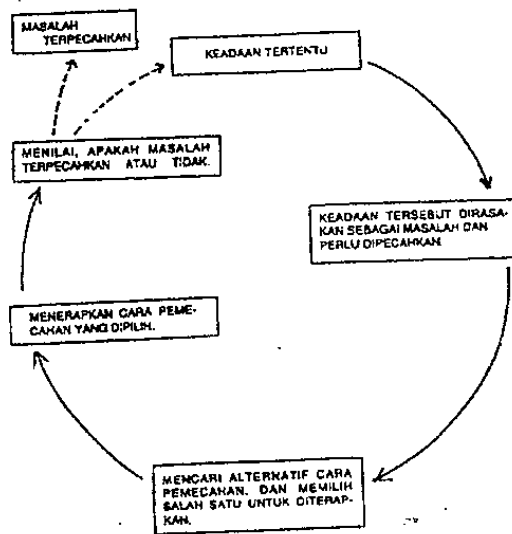 MASALAH
TERPECAHKAN
KEADAAN TERTENTU
MENILAI, APAKAH MASALAH
TERPECAHKAN ATAU TIDAK.
KEADAAN TERSEBUT DIRASA-
KAN SEBAGAI MASALAH DAN
PERLU DIPECAHKAN.
MENERAPKAN CARA PEME-
CAHAN YANG DIPILIH.
MENCARI ALTERNATIF CARA
PEMECAHAN. DAN MEMILIH
SALAH SATU UNTUK DITERAP-
KAN.